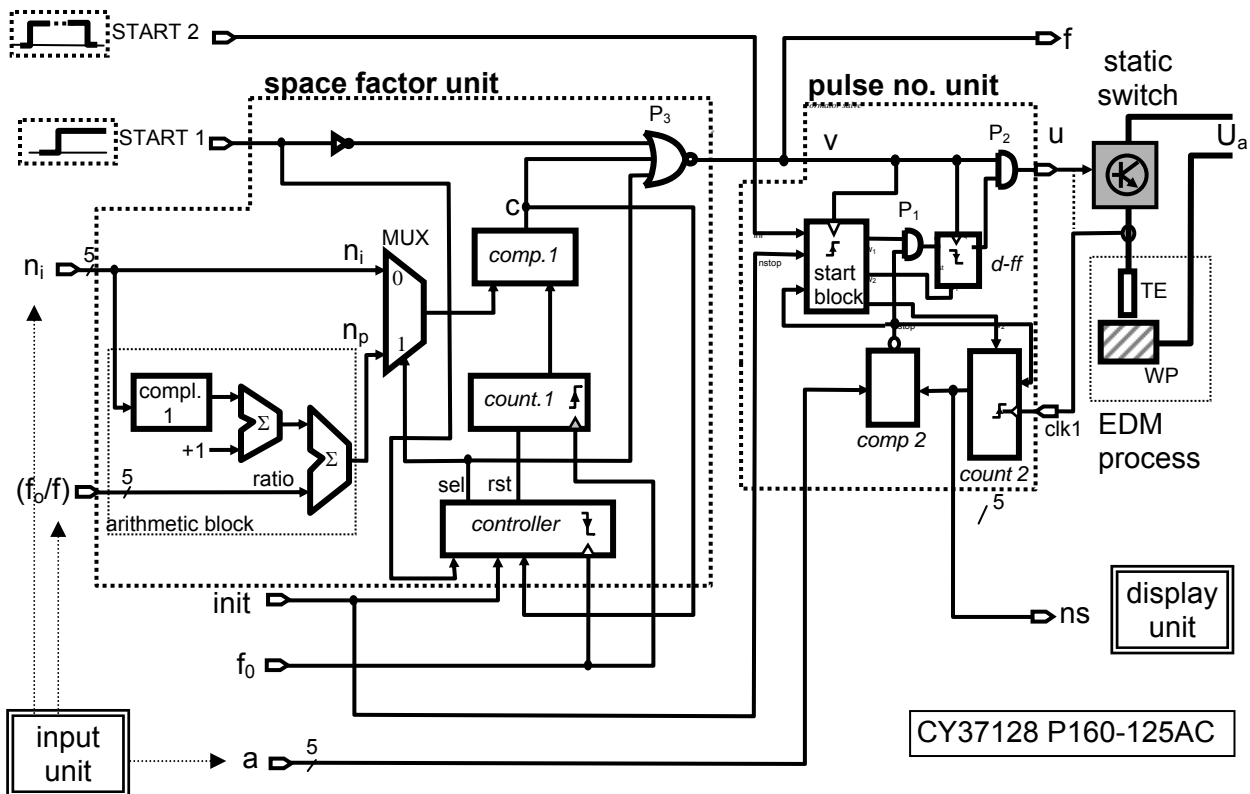 START 2
f
space factor unit
pulse no. unit
static
switch
START 1
P3
P2
v
u
Ua
c
MUX
P1
ni
5
ni
0
comp.1
start
block
d-ff
TE
np
1
WP
compl.
1
Σ
+1
Σ
count.1
comp 2
count 2
clk1
EDM
process
(fo/f)
5
ratio
sel
rst
arithmetic block
controller
5
init
ns
display
unit
f0
input
unit
a
5
CY37128 P160-125AC